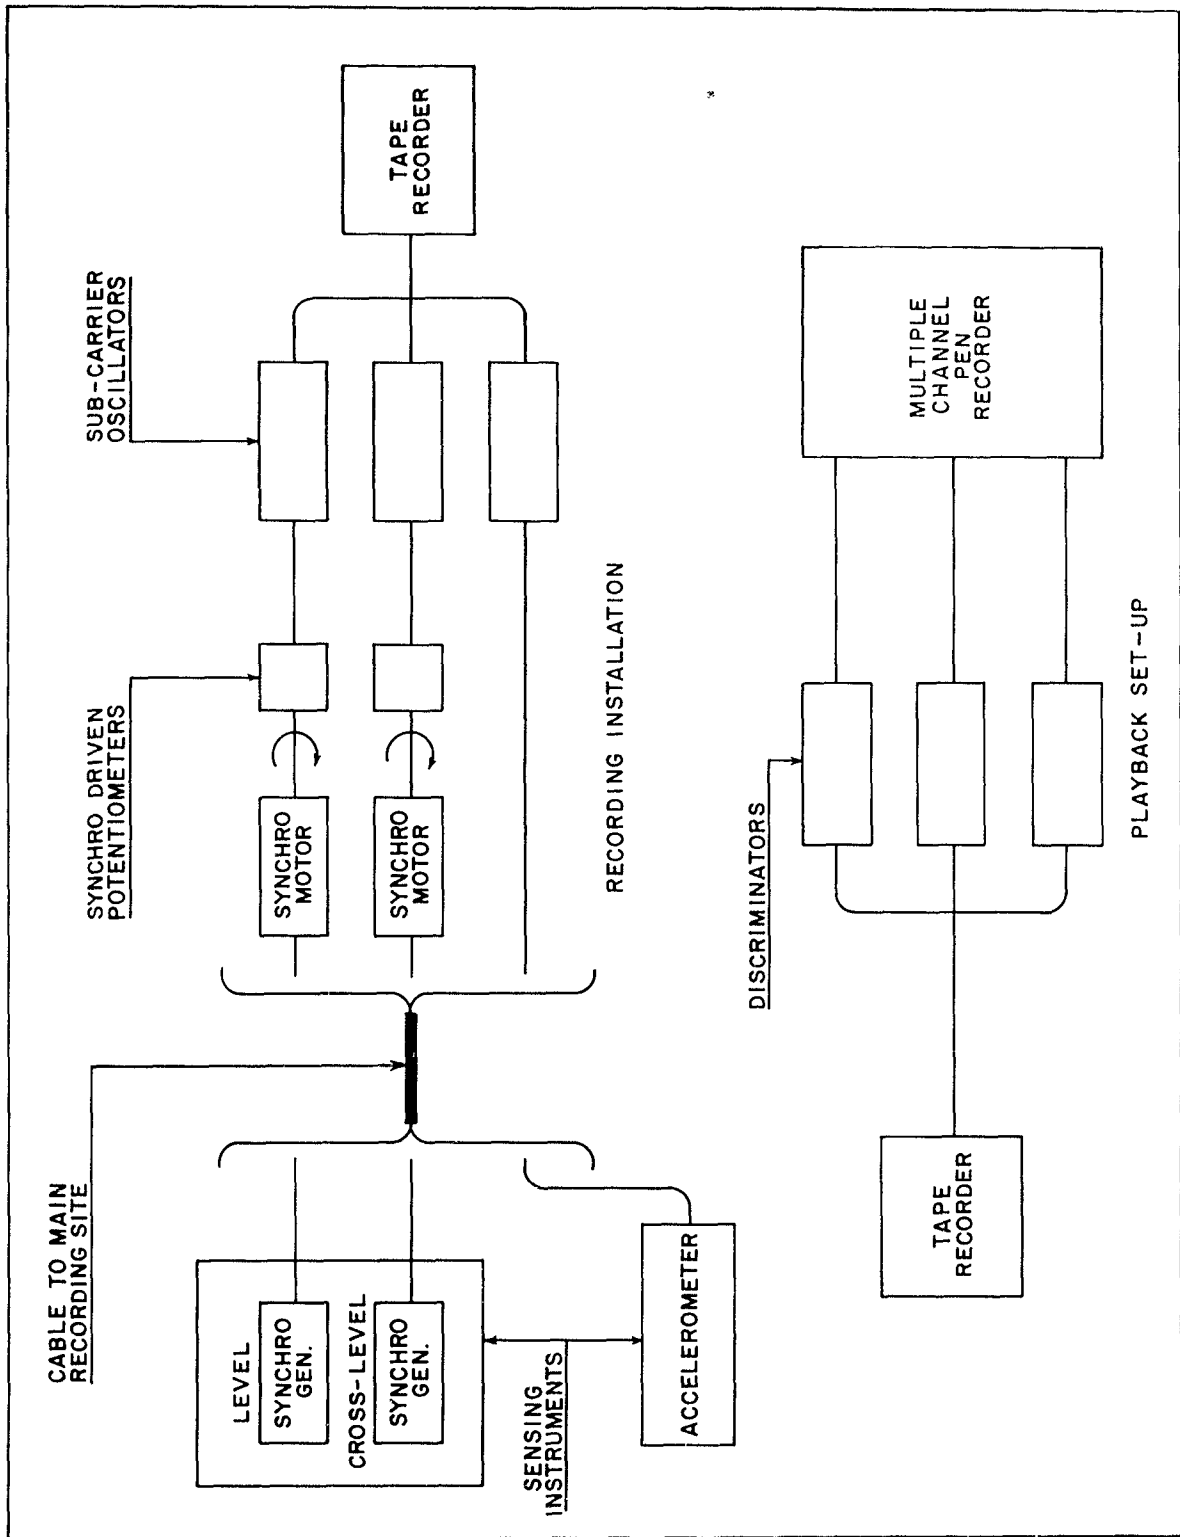 CABLE TO MAIN
RECORDING SITE
SYNCHRO DRIVEN
POTENTIOMETERS
SUB-CARRIER
OSCILLATORS
LEVEL
SYNCHRO
GEN.
CROSS-LEVEL
SYNCHRO
GEN.
SYNCHRO
MOTOR
SYNCHRO
MOTOR
TAPE
RECORDER
SENSING
INSTRUMENTS
ACCELEROMETER
RECORDING INSTALLATION
DISCRIMINATORS
TAPE
RECORDER
MULTIPLE
CHANNEL
PEN
RECORDER
PLAYBACK SET-UP